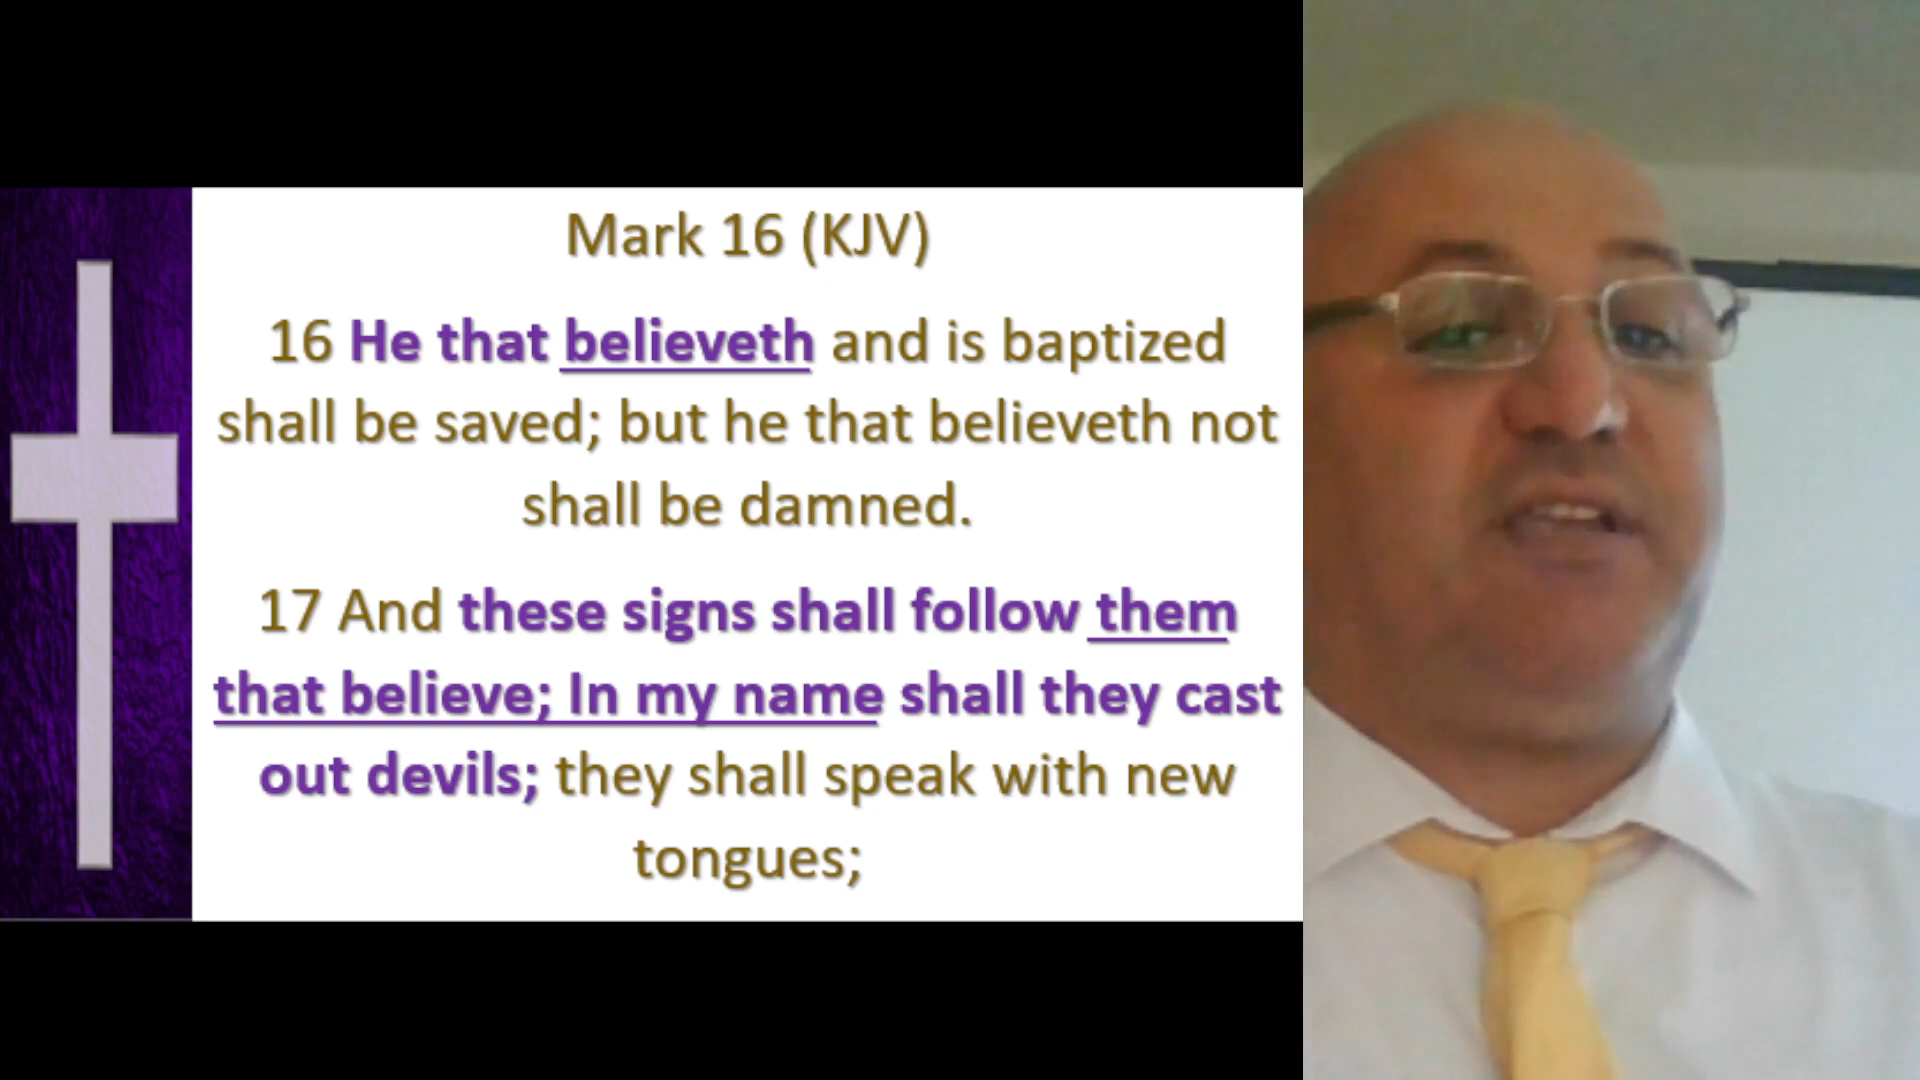 Mark 16 (KJV)
16 He that believeth and is baptized
shall be saved; but he that believeth not
shall be damned.
17 And these signs shall follow them
that believe; In my name shall they cast
out devils; they shall speak with new
tongues;